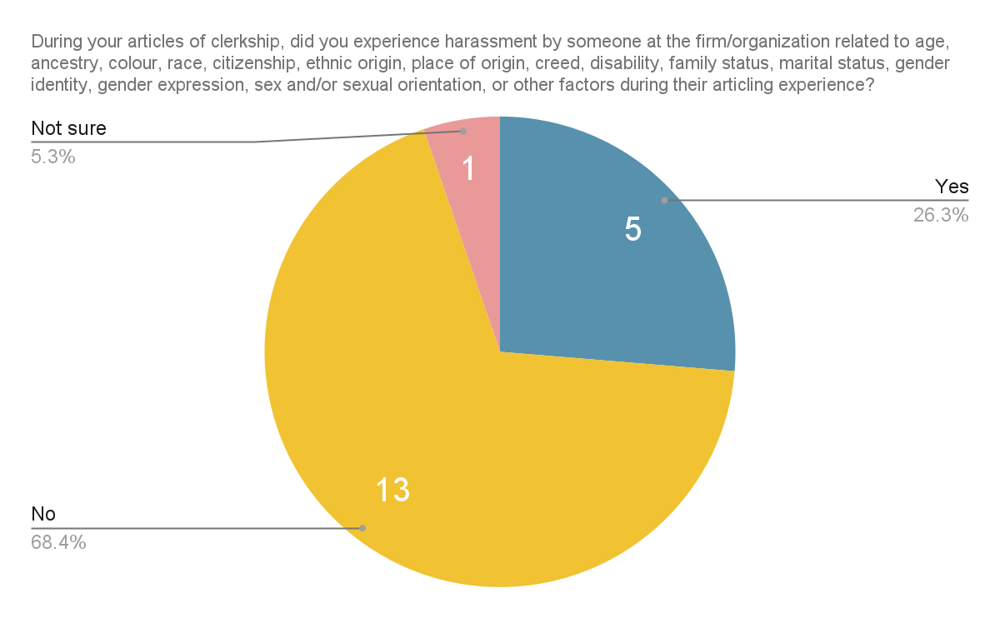 During your articles of clerkship, did you experience harassment by someone at the firm/organization related to age,
ancestry, colour, race, citizenship, ethnic origin, place of origin, creed, disability, family status, marital status, gender
identity, gender expression, sex and/or sexual orientation, or other factors during their articling experience?
Not sure
5.3%
1
Yes
26.3%
5
13
No
68.4%